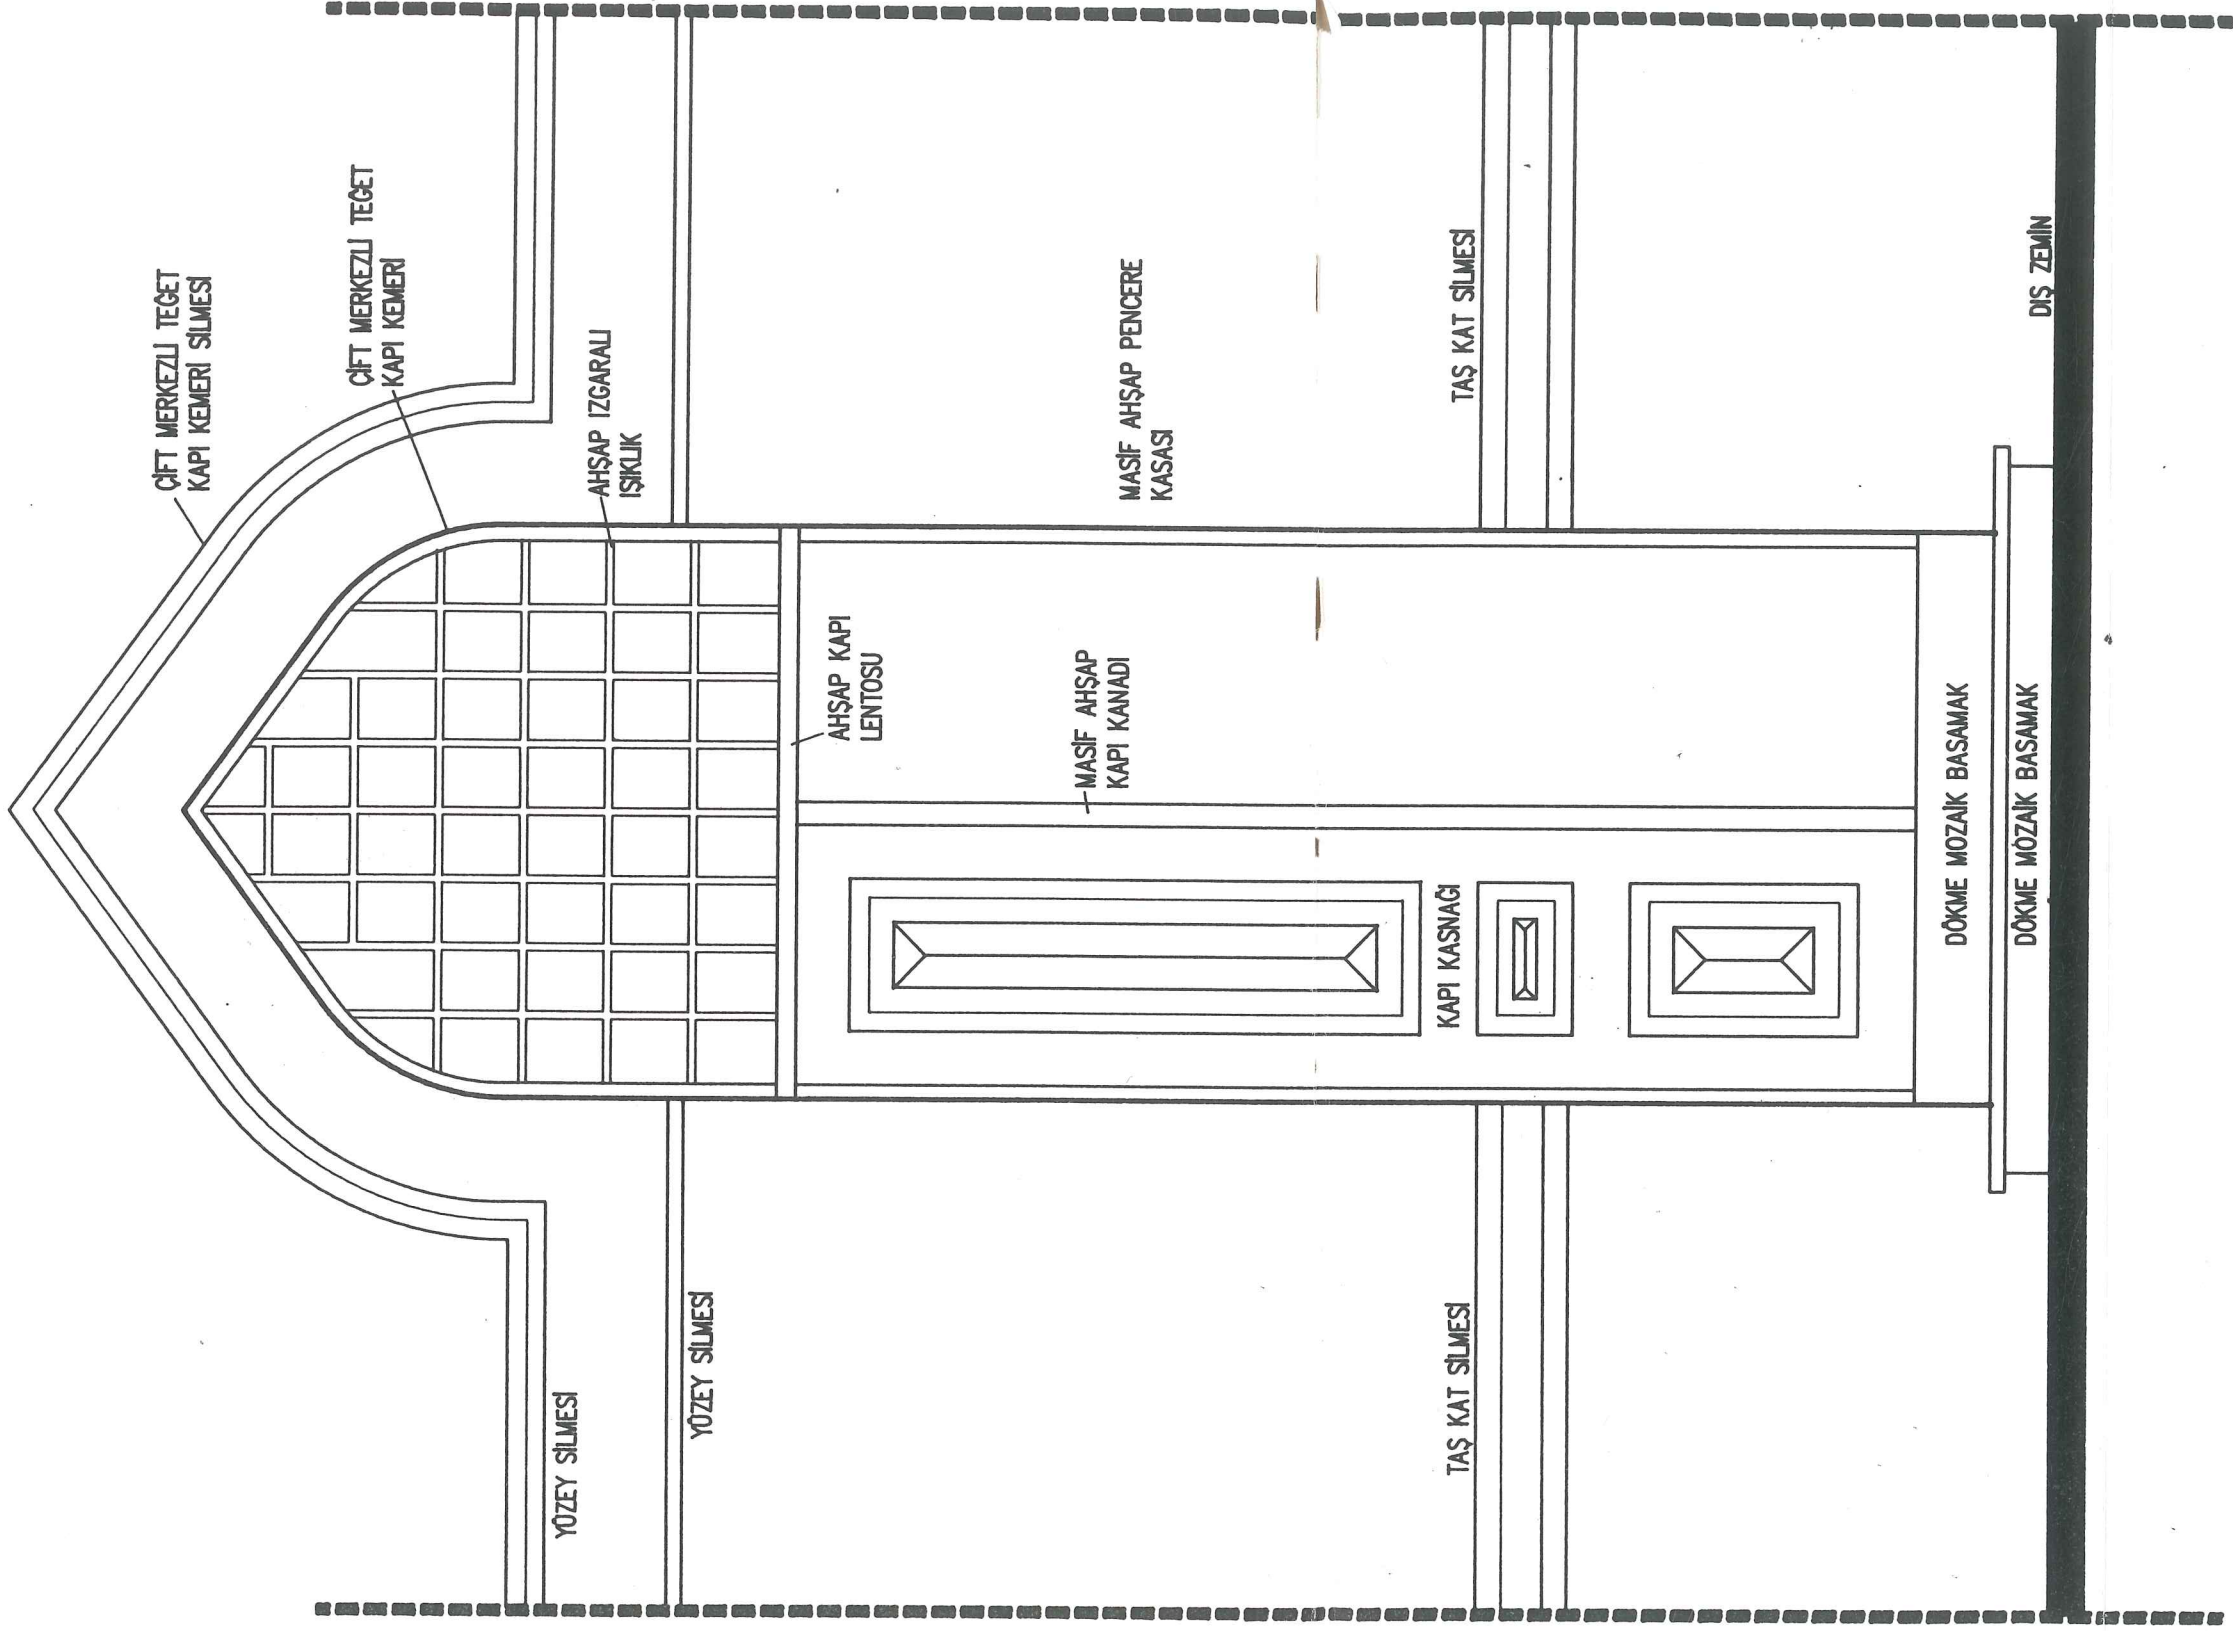 ÇİFT MERKEZLİ TEĞET
KAPI KEMERİ SİLMESİ
ÇİFT MERKEZLİ TEĞET
KAPI KEMERİ
AHŞAP IZGARALI
IŞIKLIK
YÜZEY SİLMESİ
YÜZEY SİLMESİ
AHŞAP KAPI
LENTOSU
MASİF AHŞAP PENCERE
KASASI
MASİF AHŞAP
KAPI KANADI
KAPI KASNAĞI
TAŞ KAT SİLMESİ
TAŞ KAT SİLMESİ
DÖKME MOZAİK BASAMAK
DÖKME MOZAİK BASAMAK
DIŞ ZEMİN